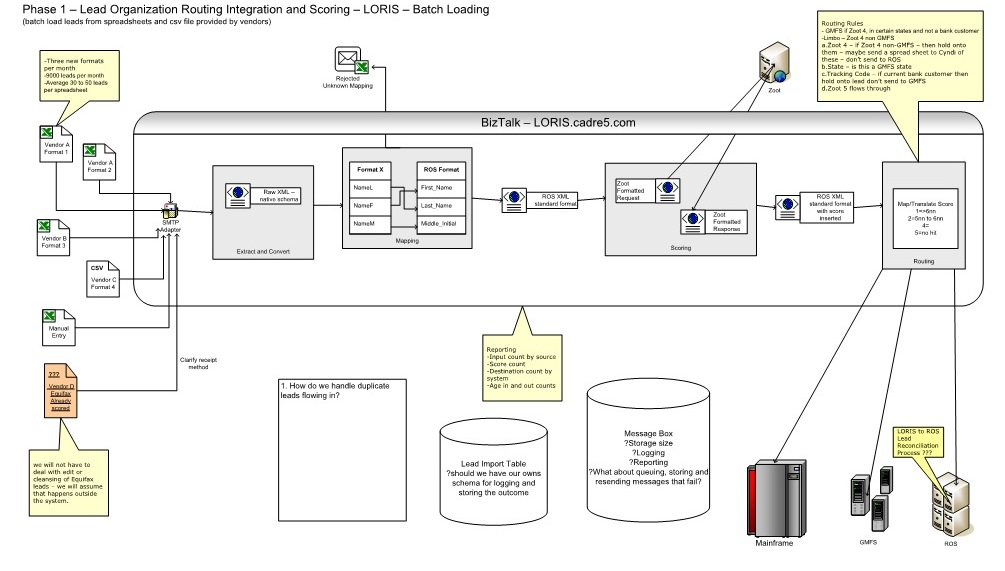 Phase 1 – Lead Organization Routing Integration and Scoring – LORIS – Batch Loading
(batch load leads from spreadsheets and csv file provided by vendors)
-Three new formats
per month
-9000 leads per month
-Average 30 to 50 leads
per spreadsheet
Rejected
Unknown Mapping
Zoot
Routing Rules
- GMFS if Zoot 4, in certain states and not a bank customer
-Limbo – Zoot 4 non GMFS
a.Zoot 4 – if Zoot 4 non-GMFS – then hold onto
them – maybe send a spread sheet to Cyndi of
these – don't send to ROS
b.State – is this a GMFS state
c.Tracking Code – if current bank customer then
hold onto lead don't send to GMFS
d.Zoot 5 flows through
BizTalk – LORIS.cadre5.com
Vendor A
Format 1
Vendor A
Format 2
Vendor B
Format 3
CSV
Vendor C
Format 4
Manual
Entry
???
Vendor D
Equifax
Already
scored
SMTP
Adapter
Clarify receipt
method
Raw XML –
native schema
Extract and Convert
Format X
NameL
NameF
NameM
ROS Format
First_Name
Last_Name
Middle_Initial
Mapping
ROS XML
standard format
Zoot
Formatted
Request
Zoot
Formatted
Response
Scoring
ROS XML
standard format
with score
inserted
Map/Translate Score
1=>6nn
2=5nn to 6nn
4=
5=no hit
Routing
Reporting
-Input count by source
-Score count
-Destination count by
system
-Age in and out counts
we will not have to
deal with edit or
cleansing of Equifax
leads – we will assume
that happens outside
the system.
1. How do we handle duplicate
leads flowing in?
Lead Import Table
?should we have our owns
schema for logging and
storing the outcome
Message Box
?Storage size
?Logging
?Reporting
?What about queuing, storing and
resending messages that fail?
LORIS to ROS
Lead
Reconciliation
Process ???
Mainframe
GMFS
ROS